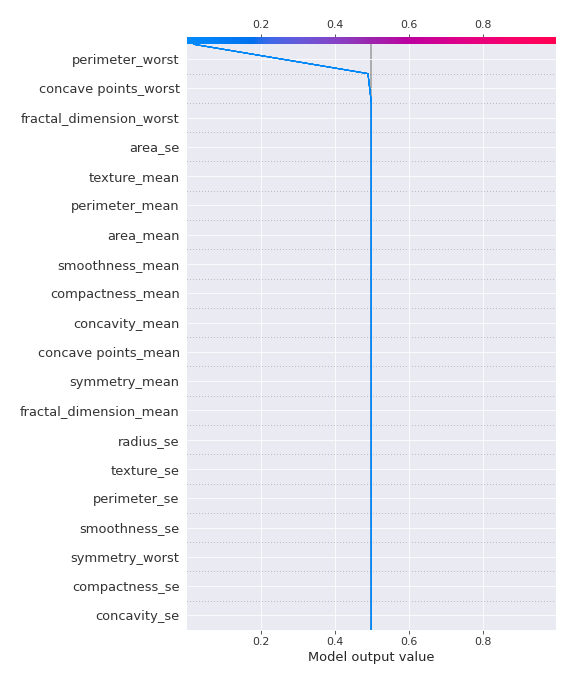 0.2 0.4 0.6 0.8
perimeter_worst
concave points_worst
fractal_dimension_worst
area_se
texture_mean
perimeter_mean
area_mean
smoothness_mean
compactness_mean
concavity_mean
concave points_mean
symmetry_mean
fractal_dimension_mean
radius_se
texture_se
perimeter_se
smoothness_se
symmetry_worst
compactness_se
concavity_se
0.2 0.4 0.6 0.8
Model output value